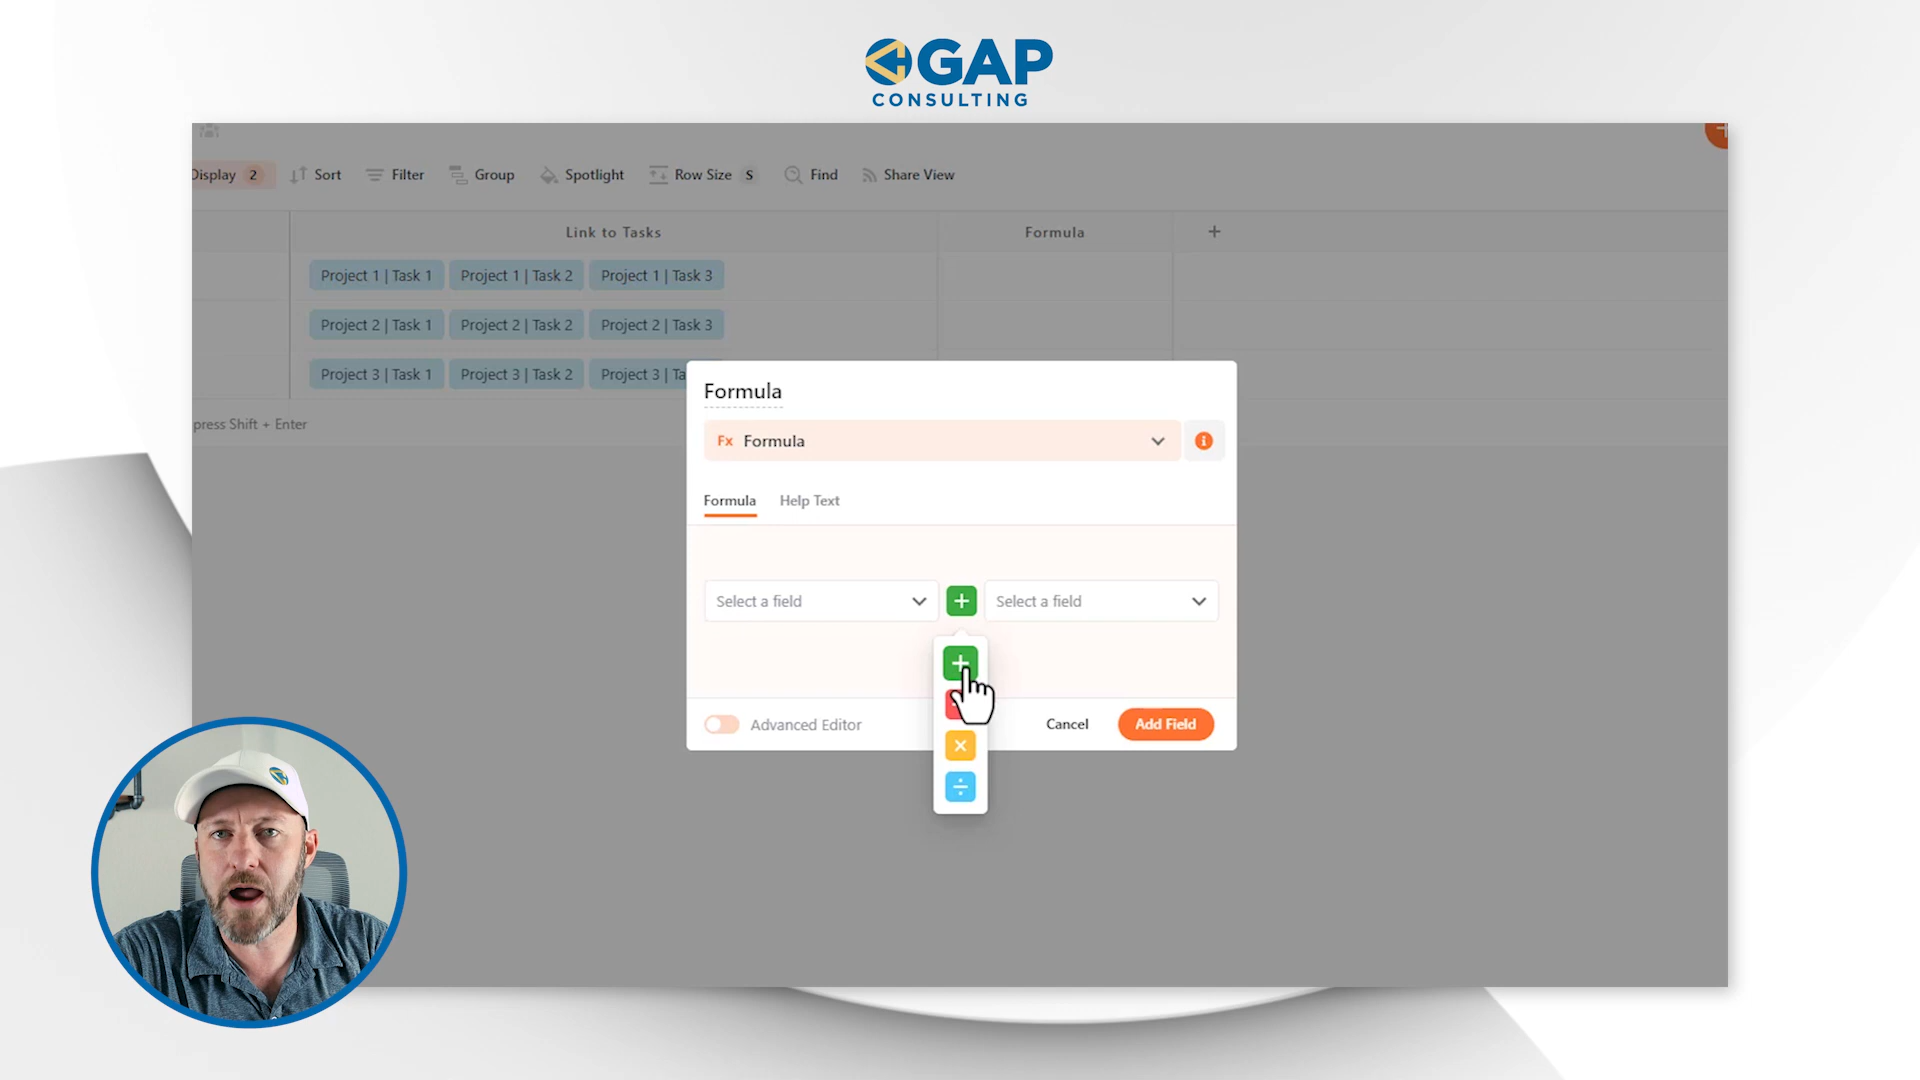 GAP
CONSULTING
Display 2 Sort Filter Group Spotlight Row Size S Find Share View
Link to Tasks Formula +
Project 1 | Task 1 Project 1 | Task 2 Project 1 | Task 3
Project 2 | Task 1 Project 2 | Task 2 Project 2 | Task 3
Project 3 | Task 1 Project 3 | Task 2 Project 3 | Ta
press Shift + Enter
Formula
Fx Formula
Formula Help Text
Select a field + Select a field
+
Advanced Editor Cancel Add Field
×
÷